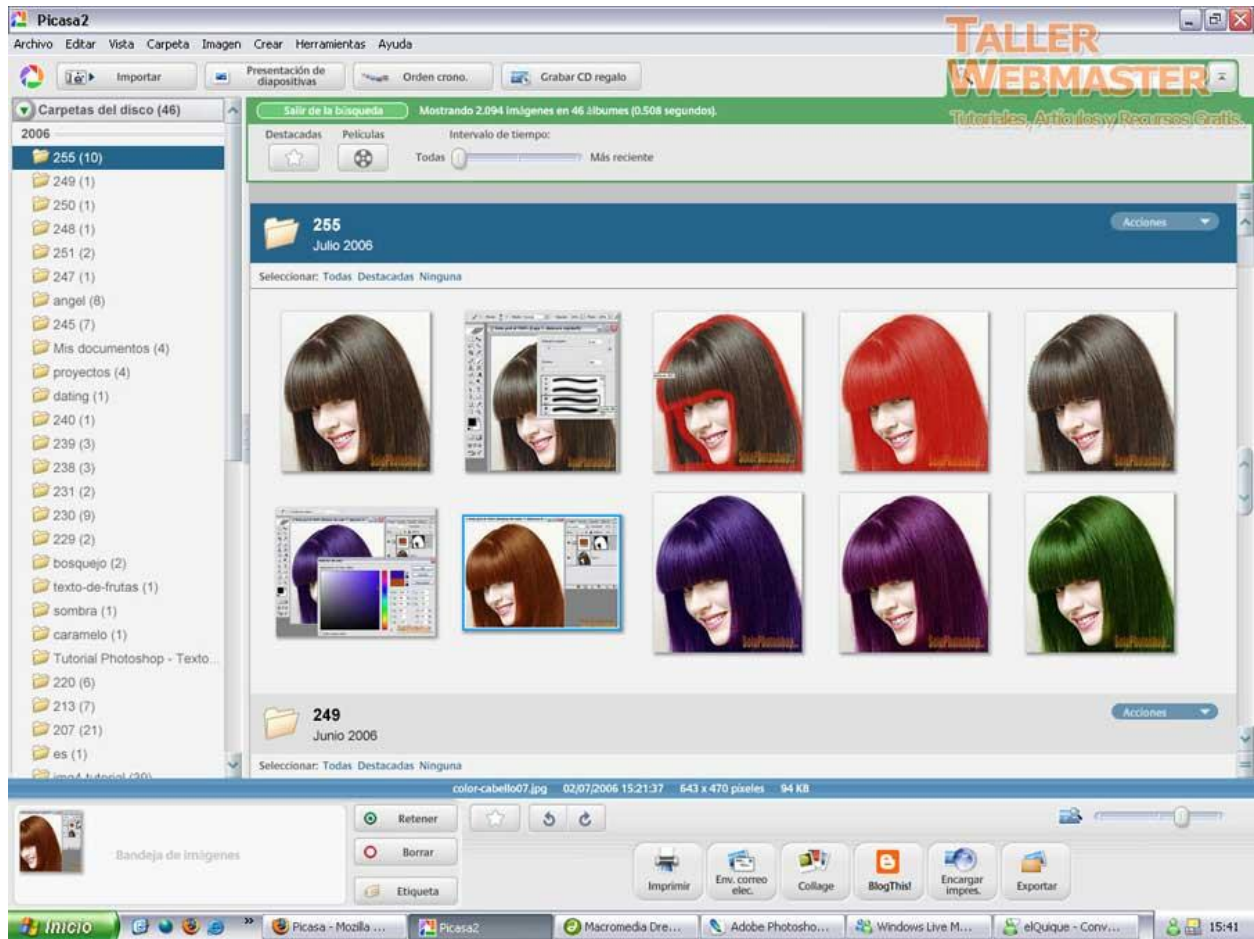 Picasa2
TALLER
WEBMASTER
Tutoriales, Artículos y Recursos Gratis.
Archivo Editar Vista Carpeta Imagen Crear Herramientas Ayuda
Importar
Presentación de diapositivas
Orden crono.
Grabar CD regalo
Carpetas del disco (46)
2006
255 (10)
249 (1)
250 (1)
248 (1)
251 (2)
247 (1)
angel (8)
245 (7)
Mis documentos (4)
proyectos (4)
dating (1)
240 (1)
239 (3)
238 (3)
231 (2)
230 (9)
229 (2)
bosquejo (2)
texto-de-frutas (1)
sombra (1)
caramelo (1)
Tutorial Photoshop - Texto...
220 (6)
213 (7)
207 (21)
es (1)
Salir de la búsqueda Mostrando 2.094 imágenes en 46 álbumes (0.508 segundos).
Destacadas Películas Intervalo de tiempo:
Todas Más reciente
255
Julio 2006
Acciones
Seleccionar: Todas Destacadas Ninguna
249
Junio 2006
Acciones
Seleccionar: Todas Destacadas Ninguna
color-cabello07.jpg 02/07/2006 15:21:37 643 x 470 píxeles 94 KB
Bandeja de imágenes
Retener
Borrar
Etiqueta
Imprimir
Env. correo elec.
Collage
BlogThis!
Encargar impres.
Exportar
Inicio
Picasa - Mozilla ...
Picasa2
Macromedia Dre...
Adobe Photosho...
Windows Live M...
elQuique - Conv...
15:41